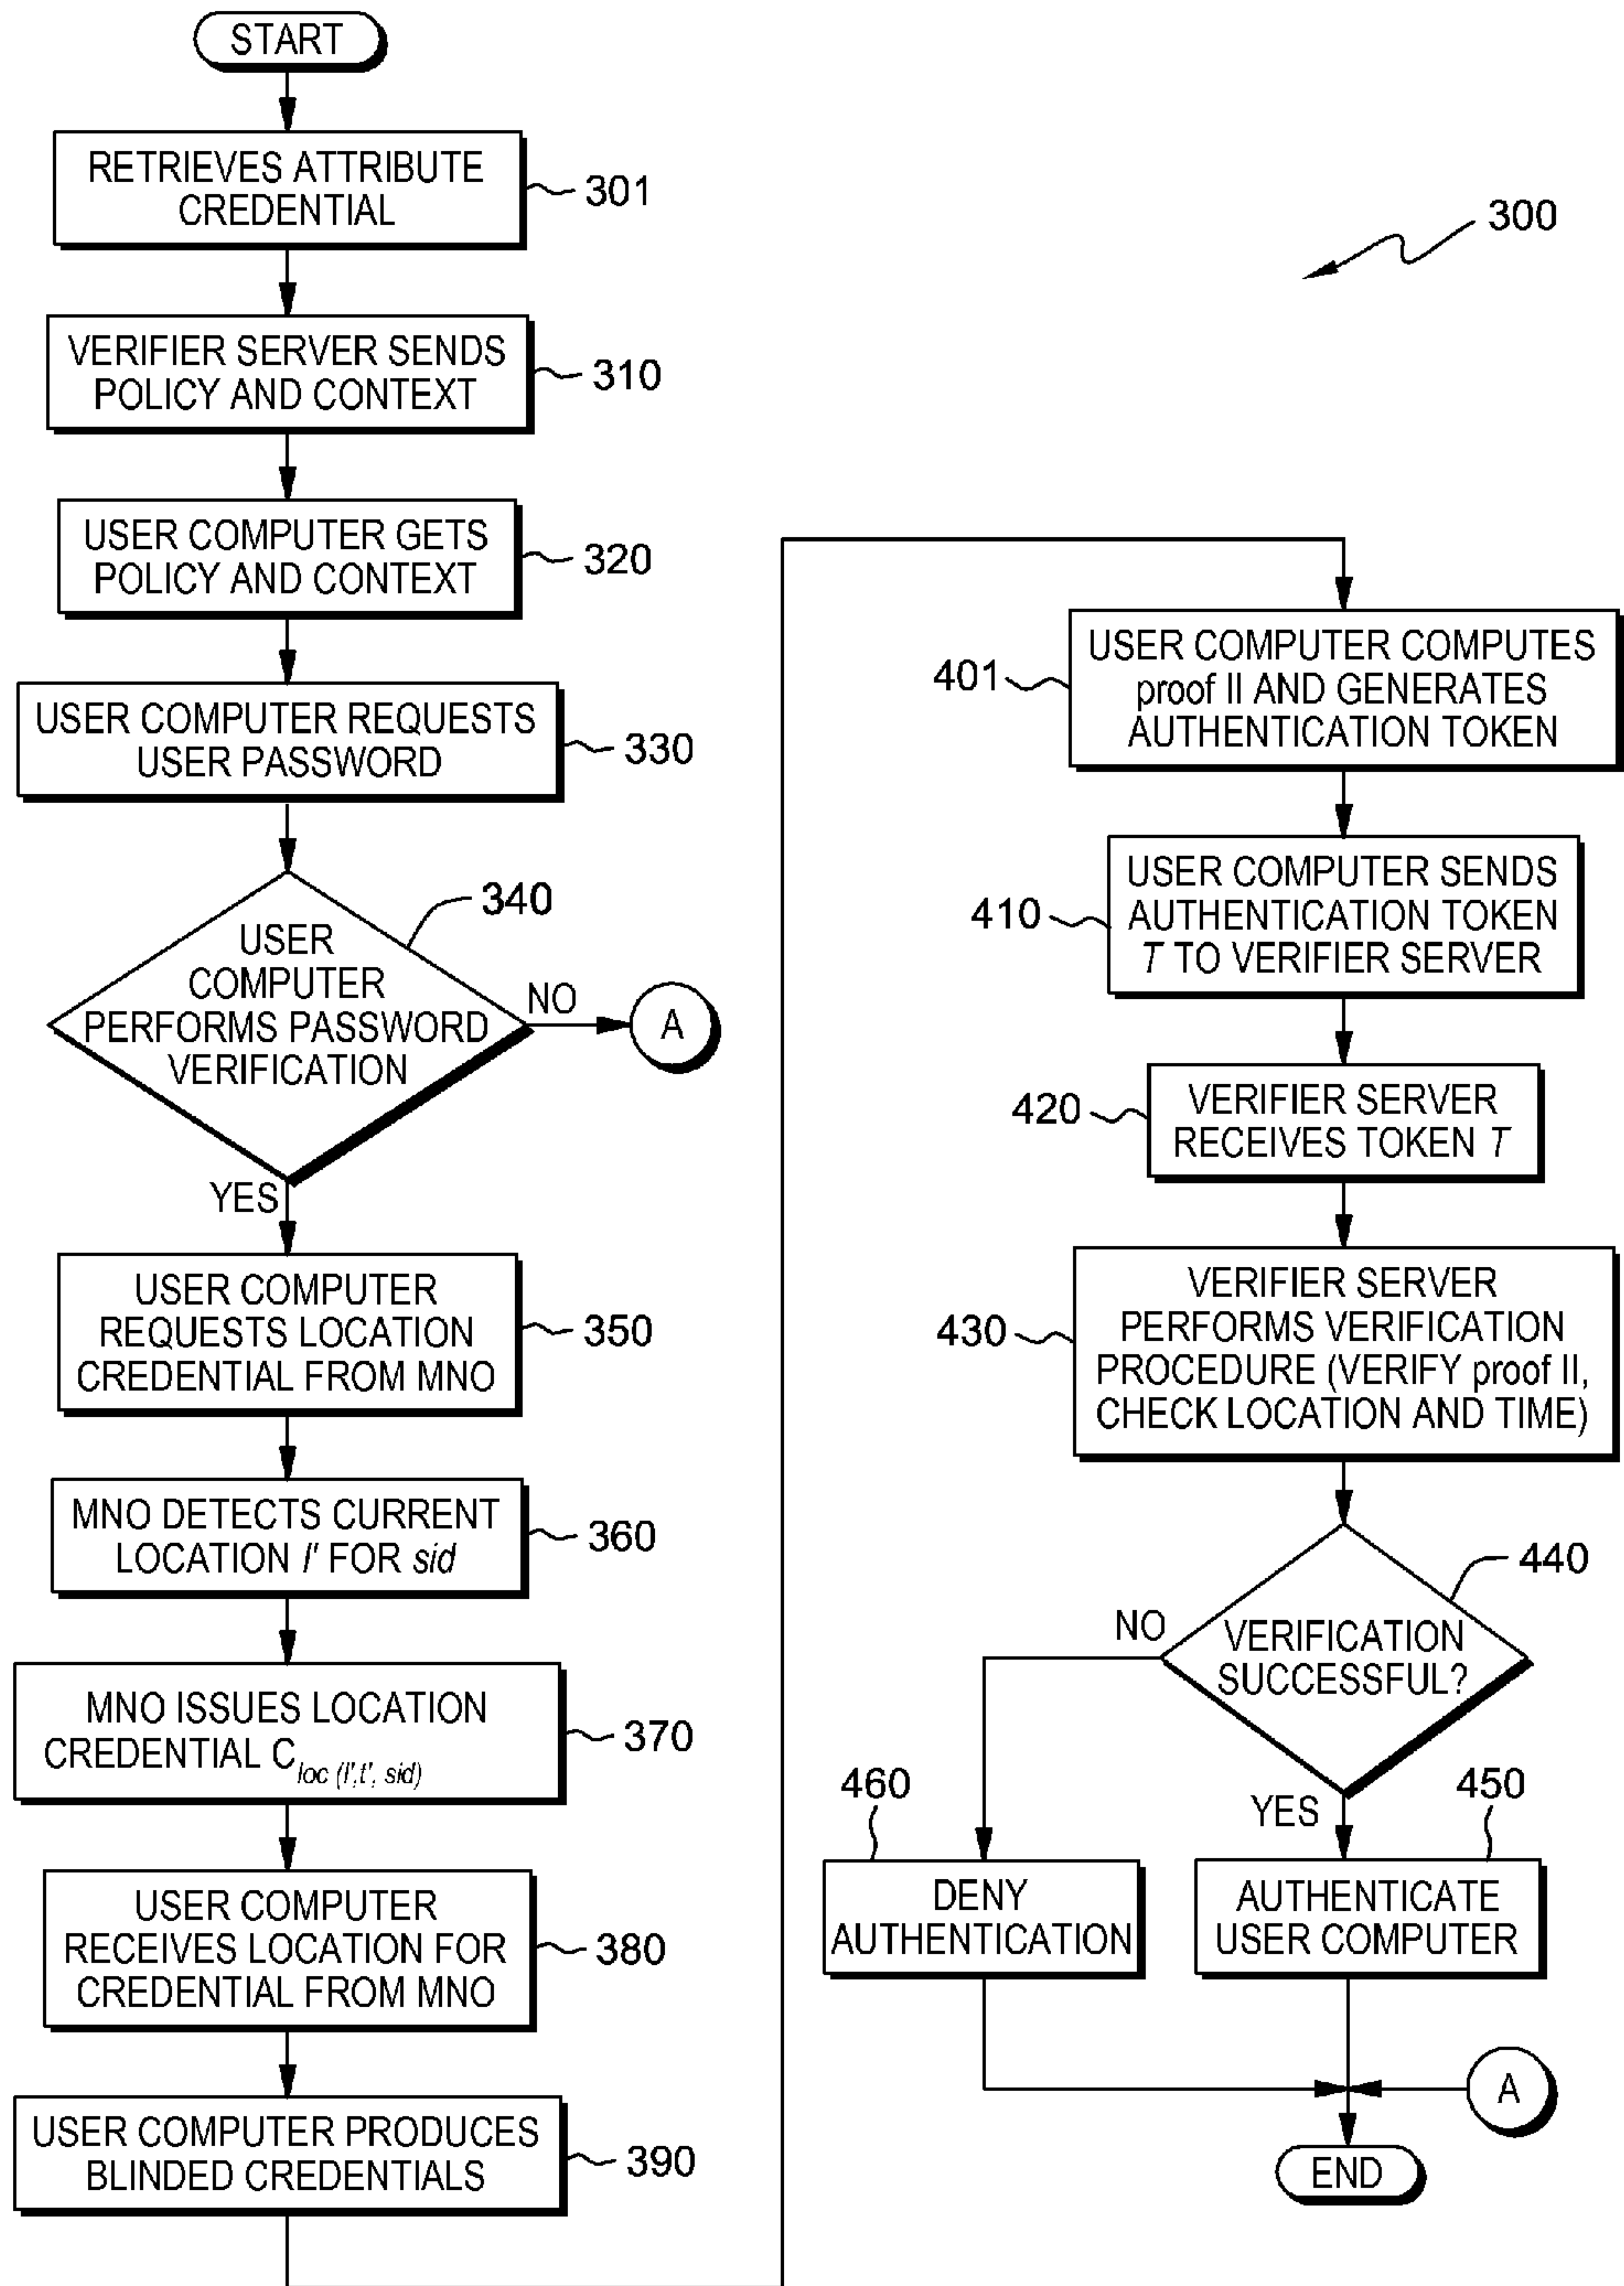 START
RETRIEVES ATTRIBUTE
CREDENTIAL
301
VERIFIER SERVER SENDS
POLICY AND CONTEXT
310
USER COMPUTER GETS
POLICY AND CONTEXT
320
USER COMPUTER REQUESTS
USER PASSWORD
330
340
USER
COMPUTER
PERFORMS PASSWORD
VERIFICATION
NO
A
YES
USER COMPUTER
REQUESTS LOCATION
CREDENTIAL FROM MNO
350
MNO DETECTS CURRENT
LOCATION l' FOR sid
360
MNO ISSUES LOCATION
CREDENTIAL C loc (l',t', sid)
370
USER COMPUTER
RECEIVES LOCATION FOR
CREDENTIAL FROM MNO
380
USER COMPUTER PRODUCES
BLINDED CREDENTIALS
390
300
USER COMPUTER COMPUTES
proof II AND GENERATES
AUTHENTICATION TOKEN
401
USER COMPUTER SENDS
AUTHENTICATION TOKEN
T TO VERIFIER SERVER
410
VERIFIER SERVER
RECEIVES TOKEN T
420
VERIFIER SERVER
PERFORMS VERIFICATION
PROCEDURE (VERIFY proof II,
CHECK LOCATION AND TIME)
430
440
VERIFICATION
SUCCESSFUL?
NO
YES
460
DENY
AUTHENTICATION
450
AUTHENTICATE
USER COMPUTER
A
END